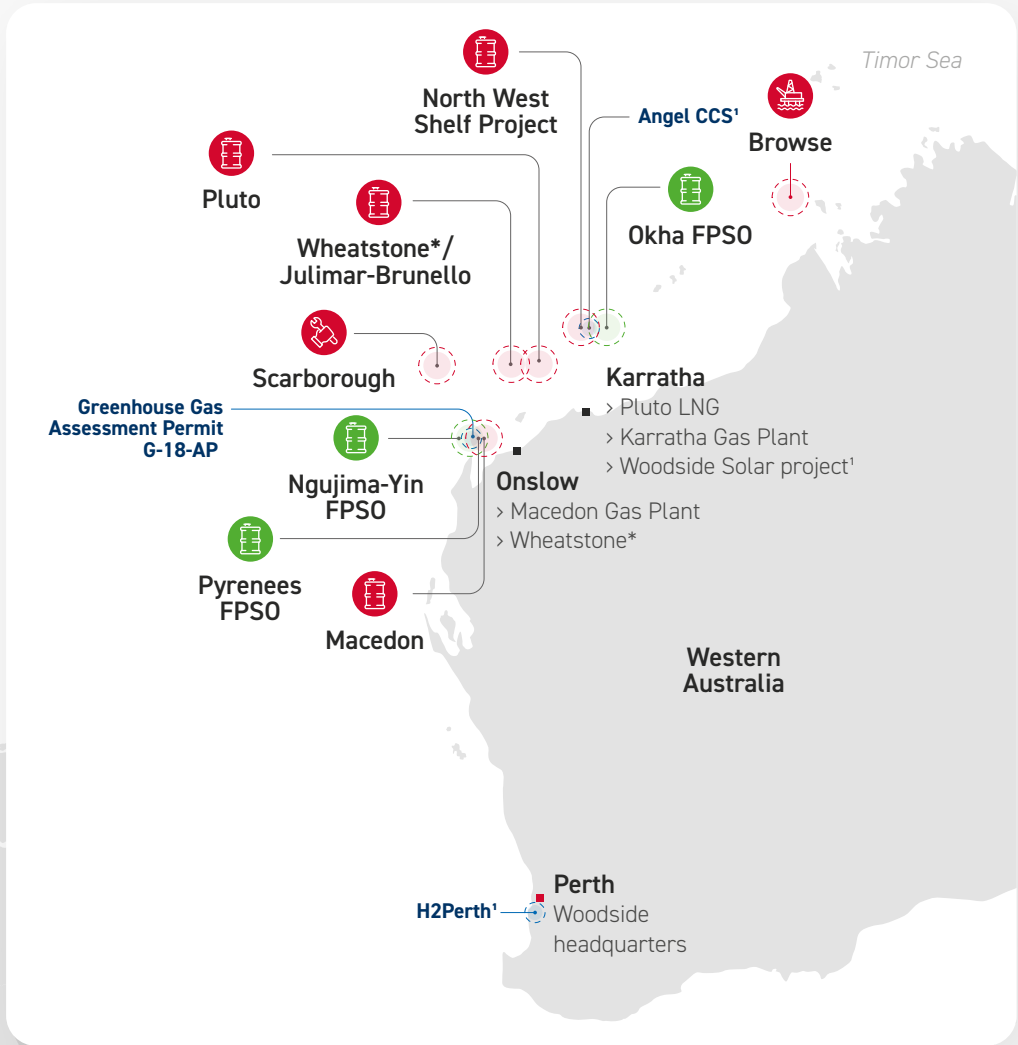 Timor Sea
North West
Shelf Project
Angel CCS¹
Browse
Pluto
Okha FPSO
Wheatstone*/
Julimar-Brunello
Scarborough
Karratha
› Pluto LNG
› Karratha Gas Plant
› Woodside Solar project¹
Greenhouse Gas
Assessment Permit
G-18-AP
Ngujima-Yin
FPSO
Onslow
› Macedon Gas Plant
› Wheatstone*
Pyrenees
FPSO
Macedon
Western
Australia
Perth
Woodside
headquarters
H2Perth¹